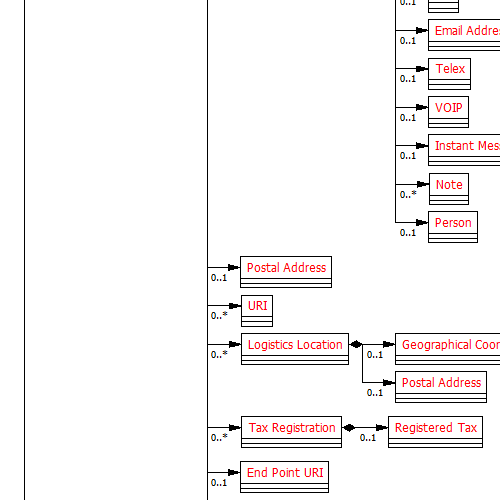 0..1
Email Addre
0..1
Telex
0..1
VOIP
0..1
Instant Mes
0..1
Note
0..*
Person
0..1
Postal Address
0..1
URI
0..*
Logistics Location
0..*
Geographical Coor
0..1
Postal Address
0..1
Tax Registration
0..*
Registered Tax
0..1
End Point URI
0..1